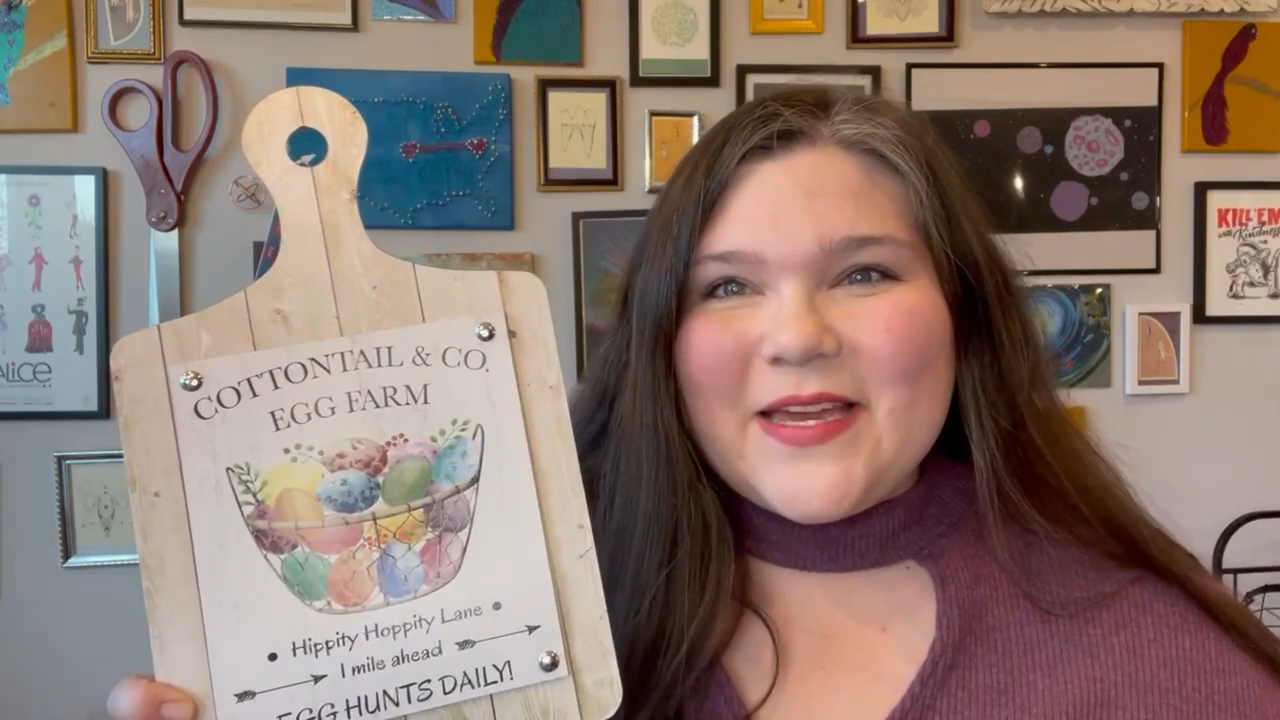 COTTONTAIL & CO.
EGG FARM
• Hippity Hoppity Lane •
1 mile ahead
EGG HUNTS DAILY!
ALiCE
KILL'EM
with Kindness